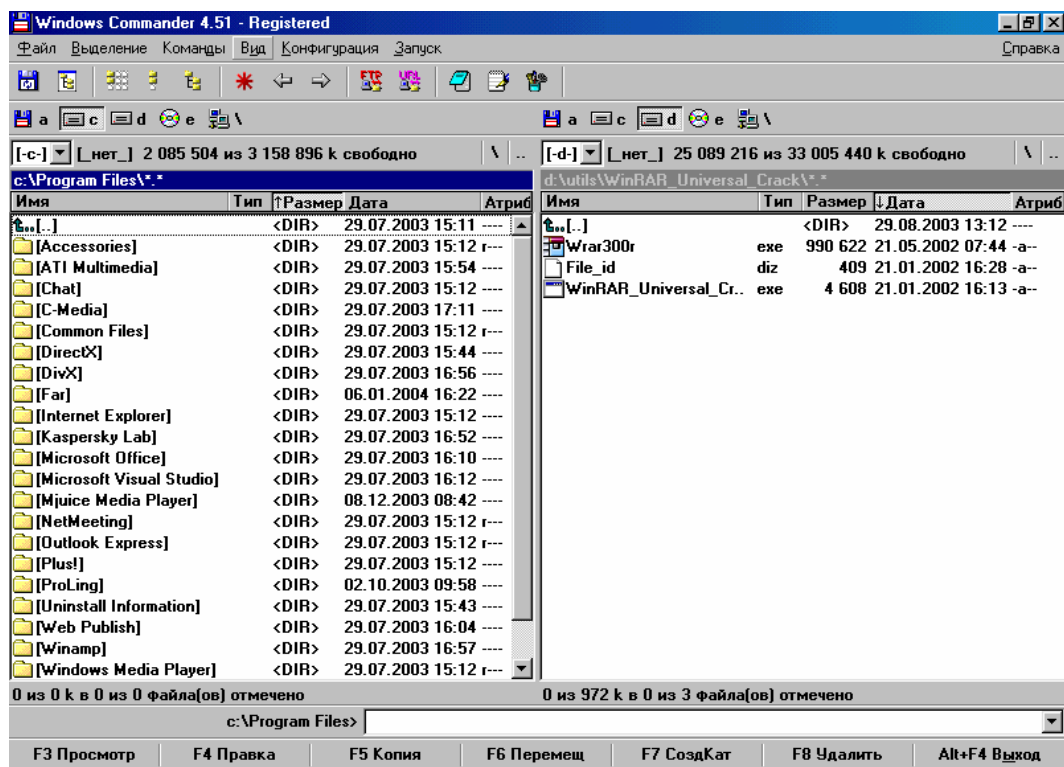 Windows Commander 4.51 - Registered
Файл Выделение Команды Вид Конфигурация Запуск Справка
FTP URL
a c d e \ a c d e \
[-c-] [_нет_] 2 085 504 из 3 158 896 k свободно \ .. [-d-] [_нет_] 25 089 216 из 33 005 440 k свободно \ ..
c:\Program Files\*.* d:\utils\WinRAR_Universal_Crack\*.*
Имя Тип ↑Размер Дата Атриб Имя Тип Размер ↓Дата Атриб
[..] <DIR> 29.07.2003 15:11 ---- [..] <DIR> 29.08.2003 13:12 ----
[Accessories] <DIR> 29.07.2003 15:12 r--- Wrar300r exe 990 622 21.05.2002 07:44 -a--
[ATI Multimedia] <DIR> 29.07.2003 15:54 ---- File_id diz 409 21.01.2002 16:28 -a--
[Chat] <DIR> 29.07.2003 15:12 ---- WinRAR_Universal_Cr.. exe 4 608 21.01.2002 16:13 -a--
[C-Media] <DIR> 29.07.2003 17:11 ----
[Common Files] <DIR> 29.07.2003 15:12 r---
[DirectX] <DIR> 29.07.2003 15:44 ----
[DivX] <DIR> 29.07.2003 16:56 ----
[Far] <DIR> 06.01.2004 16:22 ----
[Internet Explorer] <DIR> 29.07.2003 15:12 ----
[Kaspersky Lab] <DIR> 29.07.2003 16:52 ----
[Microsoft Office] <DIR> 29.07.2003 16:10 ----
[Microsoft Visual Studio] <DIR> 29.07.2003 16:12 ----
[Mjuice Media Player] <DIR> 08.12.2003 08:42 ----
[NetMeeting] <DIR> 29.07.2003 15:12 r---
[Outlook Express] <DIR> 29.07.2003 15:12 r---
[Plus!] <DIR> 29.07.2003 15:12 ----
[ProLing] <DIR> 02.10.2003 09:58 ----
[Uninstall Information] <DIR> 29.07.2003 15:43 ----
[Web Publish] <DIR> 29.07.2003 16:04 ----
[Winamp] <DIR> 29.07.2003 16:57 ----
[Windows Media Player] <DIR> 29.07.2003 15:12 r---
0 из 0 k в 0 из 0 файла(ов) отмечено 0 из 972 k в 0 из 3 файла(ов) отмечено
c:\Program Files>
F3 Просмотр F4 Правка F5 Копия F6 Перемещ F7 СоздКат F8 Удалить Alt+F4 Выход